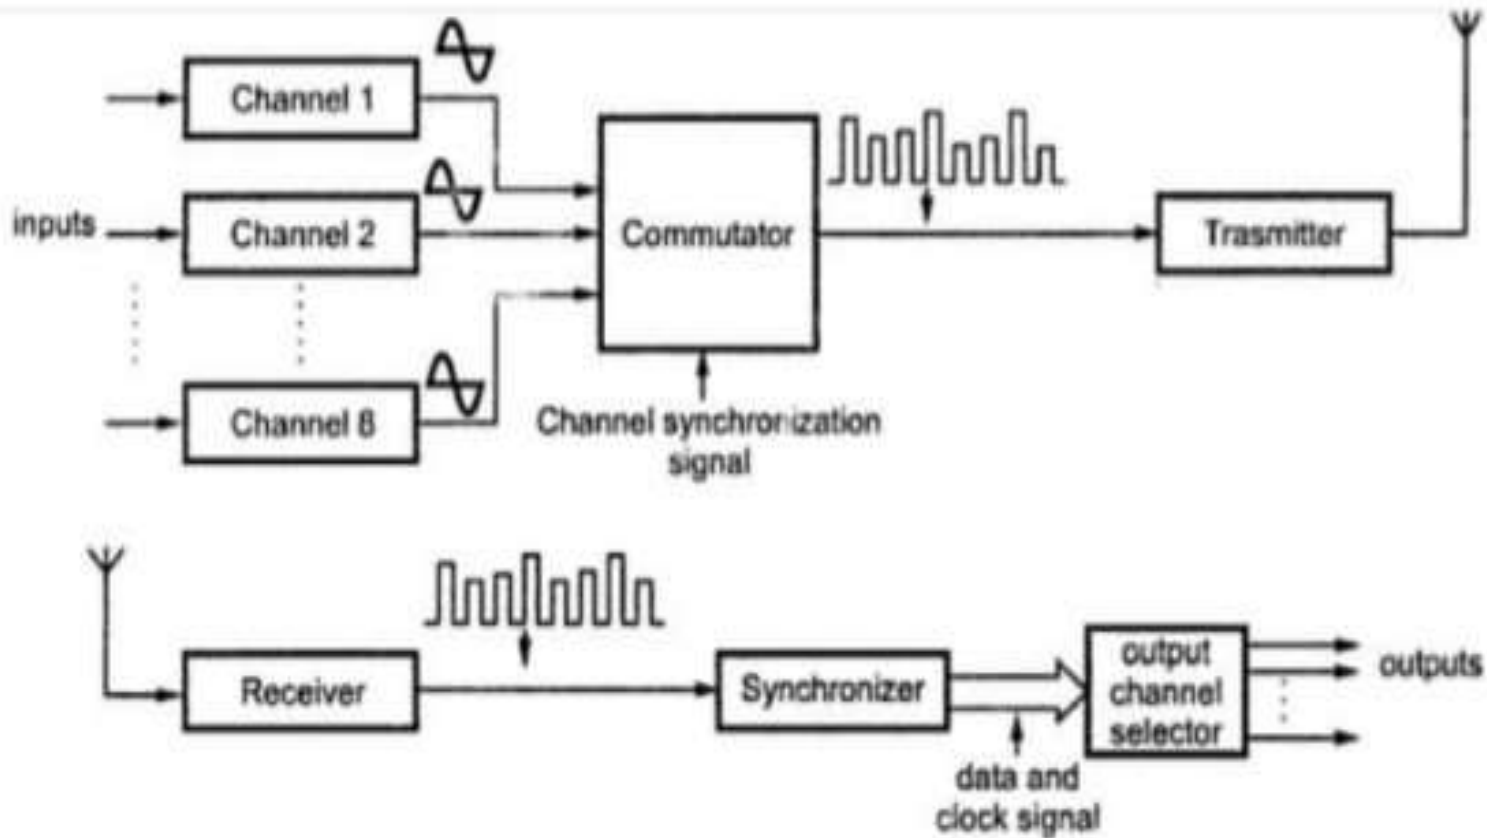 Channel 1
inputs
Channel 2
Channel 8
Commutator
Trasmitter
Channel synchronization
signal
Receiver
Synchronizer
output
channel
selector
outputs
data and
clock signal